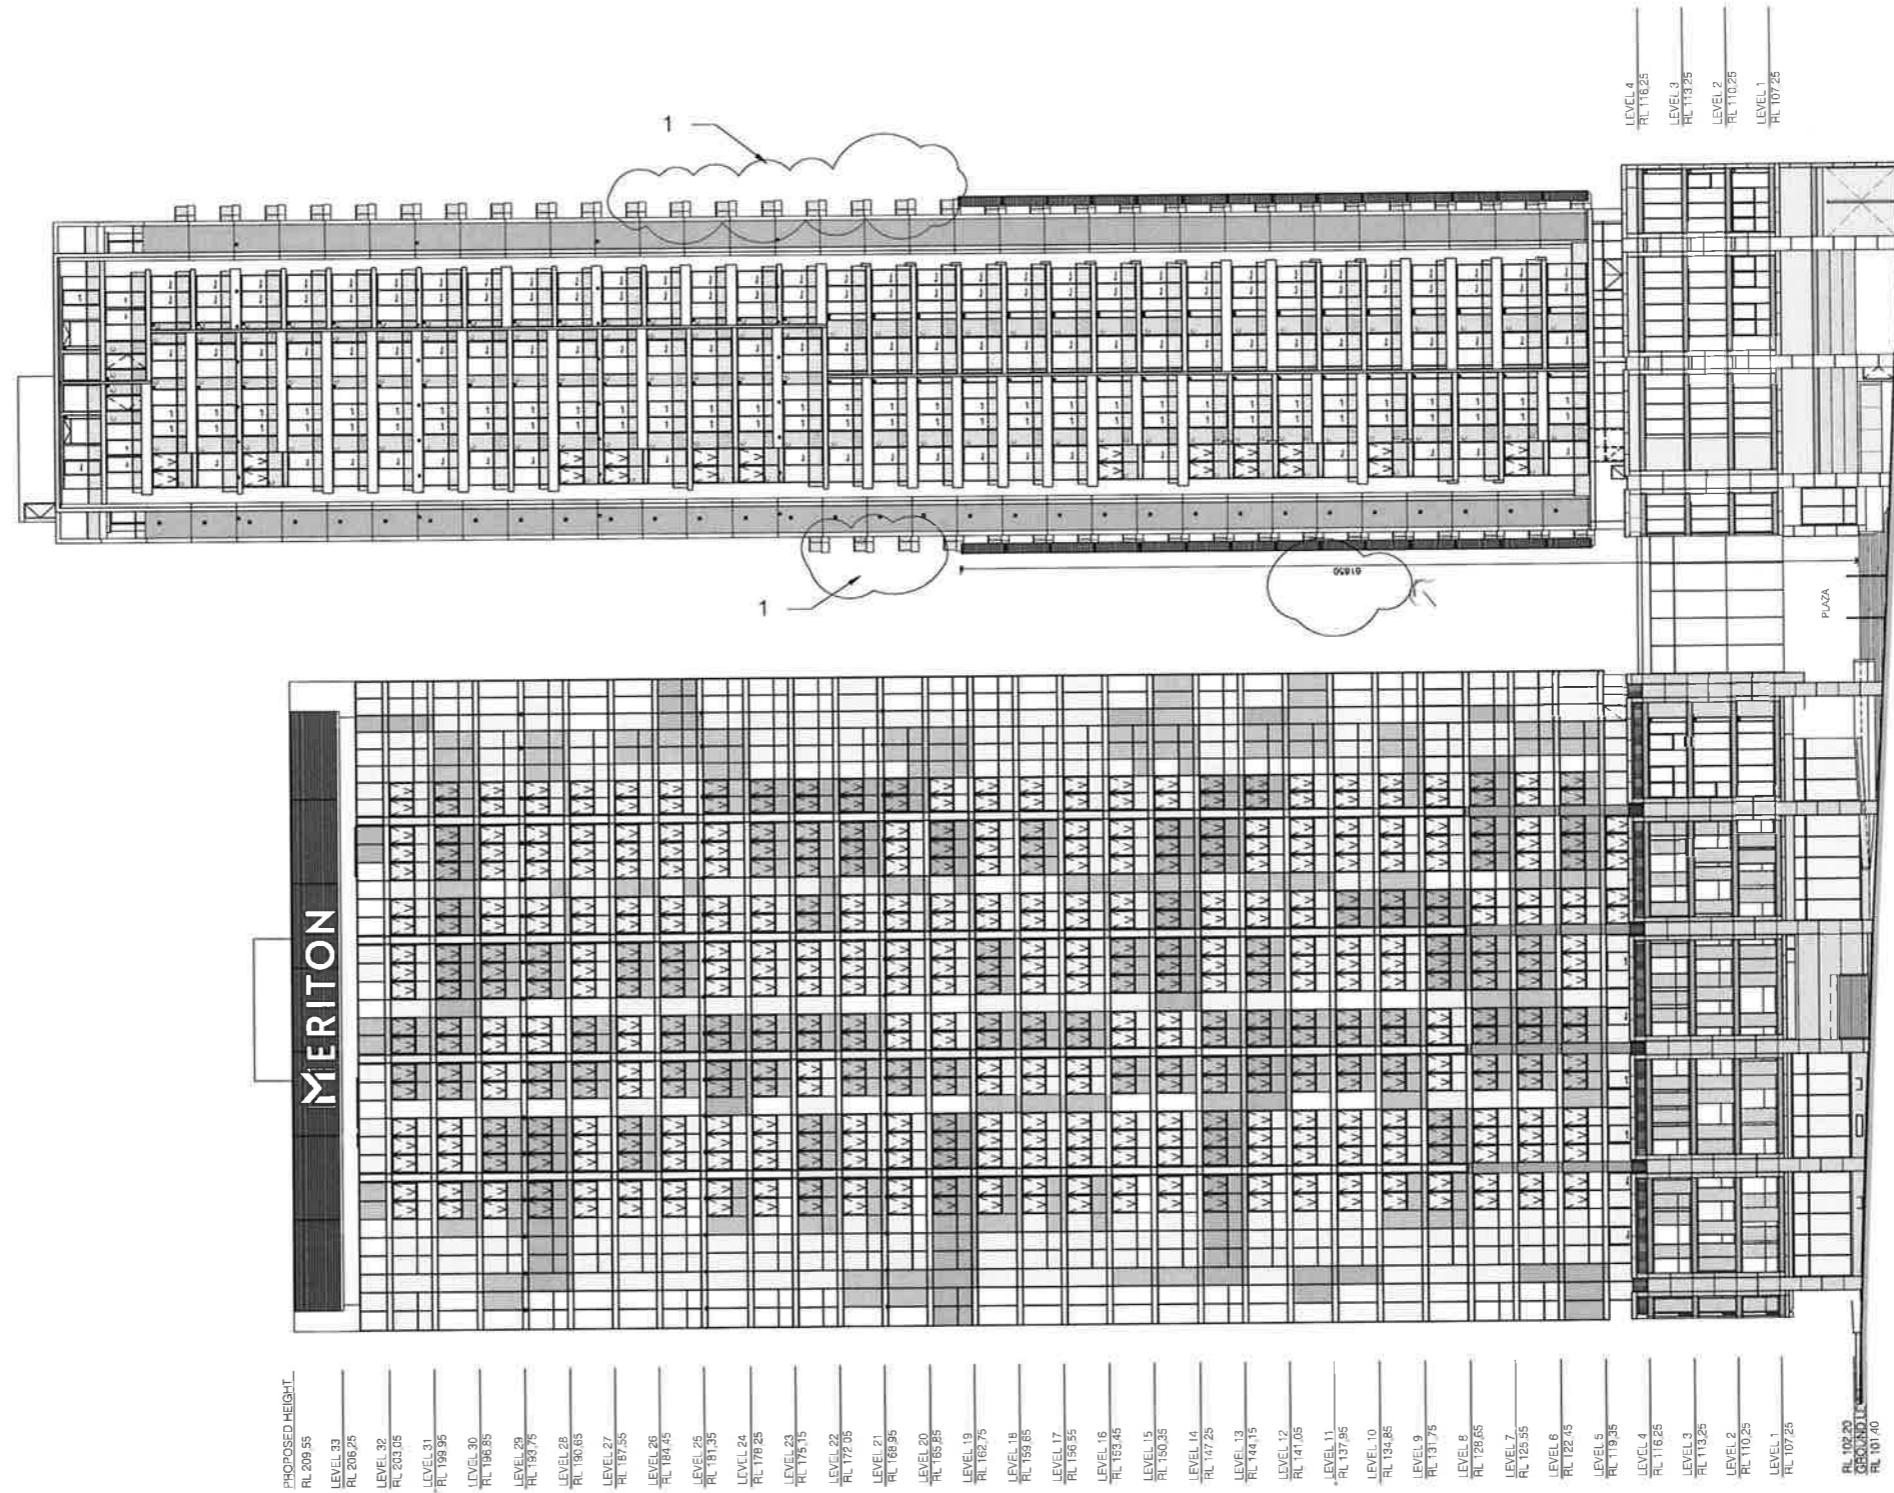 MERITON
PROPOSED HEIGHT
RL 209.55
LEVEL 33
RL 206.25
LEVEL 32
RL 203.05
LEVEL 31
RL 199.95
LEVEL 30
RL 196.85
LEVEL 29
RL 193.75
LEVEL 28
RL 190.65
LEVEL 27
RL 187.55
LEVEL 26
RL 184.45
LEVEL 25
RL 181.35
LEVEL 24
RL 178.25
LEVEL 23
RL 175.15
LEVEL 22
RL 172.05
LEVEL 21
RL 168.95
LEVEL 20
RL 165.85
LEVEL 19
RL 162.75
LEVEL 18
RL 159.65
LEVEL 17
RL 156.55
LEVEL 16
RL 153.45
LEVEL 15
RL 150.35
LEVEL 14
RL 147.25
LEVEL 13
RL 144.15
LEVEL 12
RL 141.05
LEVEL 11
RL 137.95
LEVEL 10
RL 134.85
LEVEL 9
RL 131.75
LEVEL 8
RL 128.65
LEVEL 7
RL 125.55
LEVEL 6
RL 122.45
LEVEL 5
RL 119.35
LEVEL 4
RL 116.25
LEVEL 3
RL 113.25
LEVEL 2
RL 110.25
LEVEL 1
RL 107.25
RL 102.20
GROUND
RL 101.40
1
1
61850
PLAZA
LEVEL 4
RL 116.25
LEVEL 3
RL 113.25
LEVEL 2
RL 110.25
LEVEL 1
RL 107.25